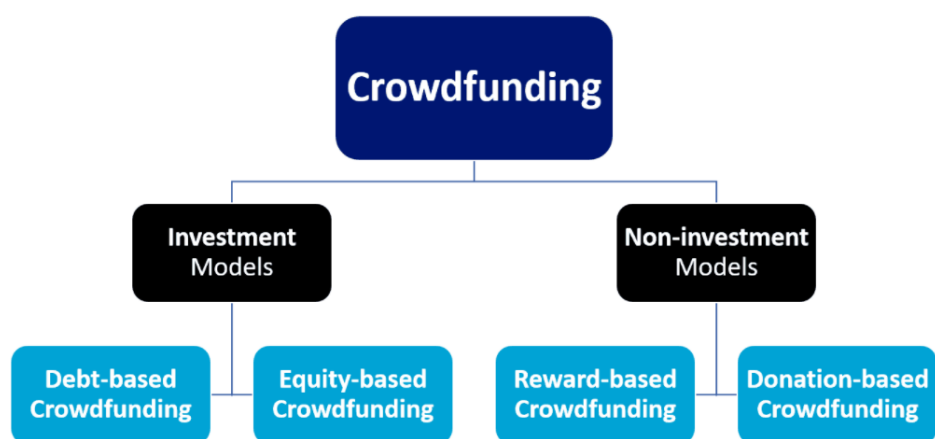 Crowdfunding
Investment
Models
Non-investment
Models
Debt-based
Crowdfunding
Equity-based
Crowdfunding
Reward-based
Crowdfunding
Donation-based
Crowdfunding